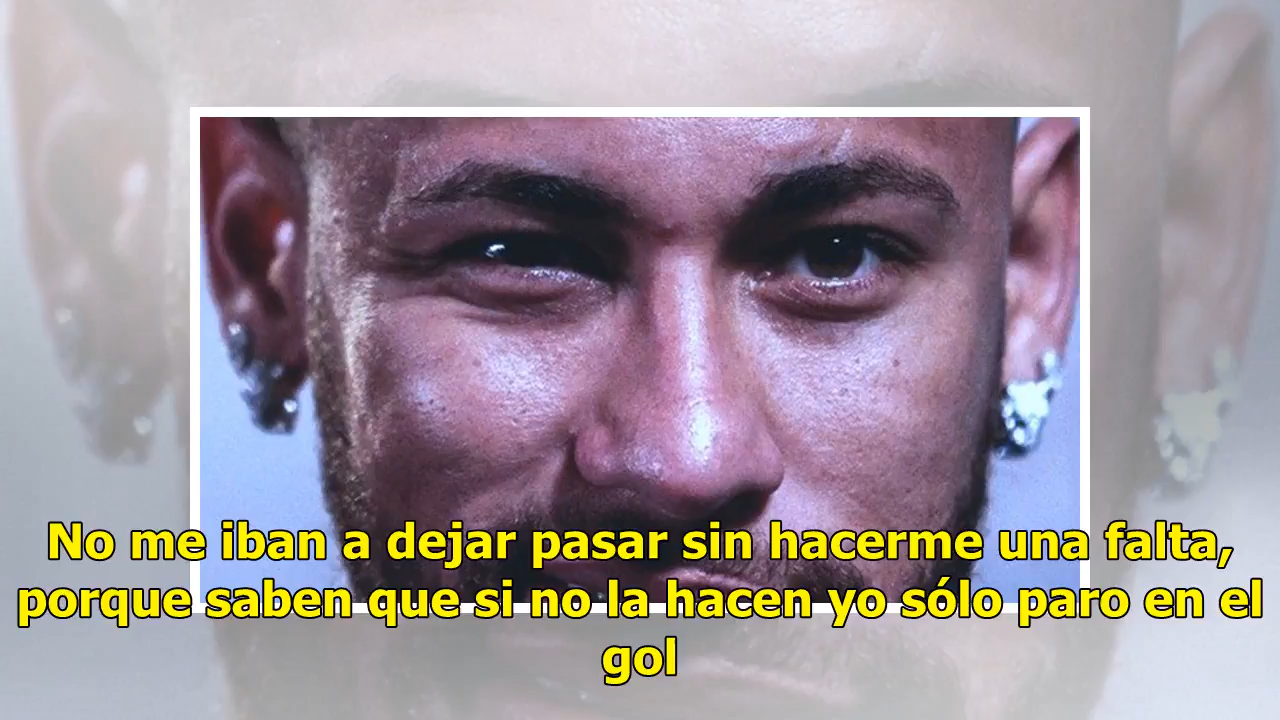 No me iban a dejar pasar sin hacerme una falta,
porque saben que si no la hacen yo sólo paro en el
gol